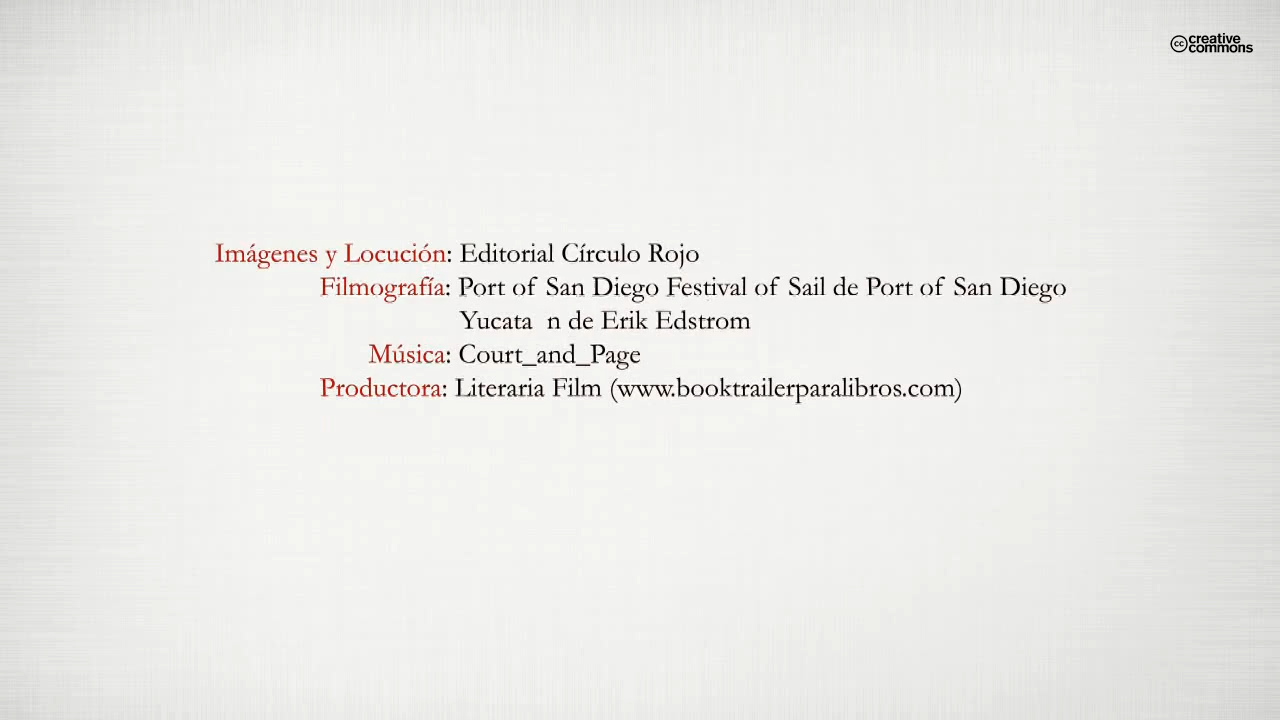 cc creative
commons
Imágenes y Locución: Editorial Círculo Rojo
Filmografía: Port of San Diego Festival of Sail de Port of San Diego
Yucata n de Erik Edstrom
Música: Court_and_Page
Productora: Literaria Film (www.booktrailerparalibros.com)